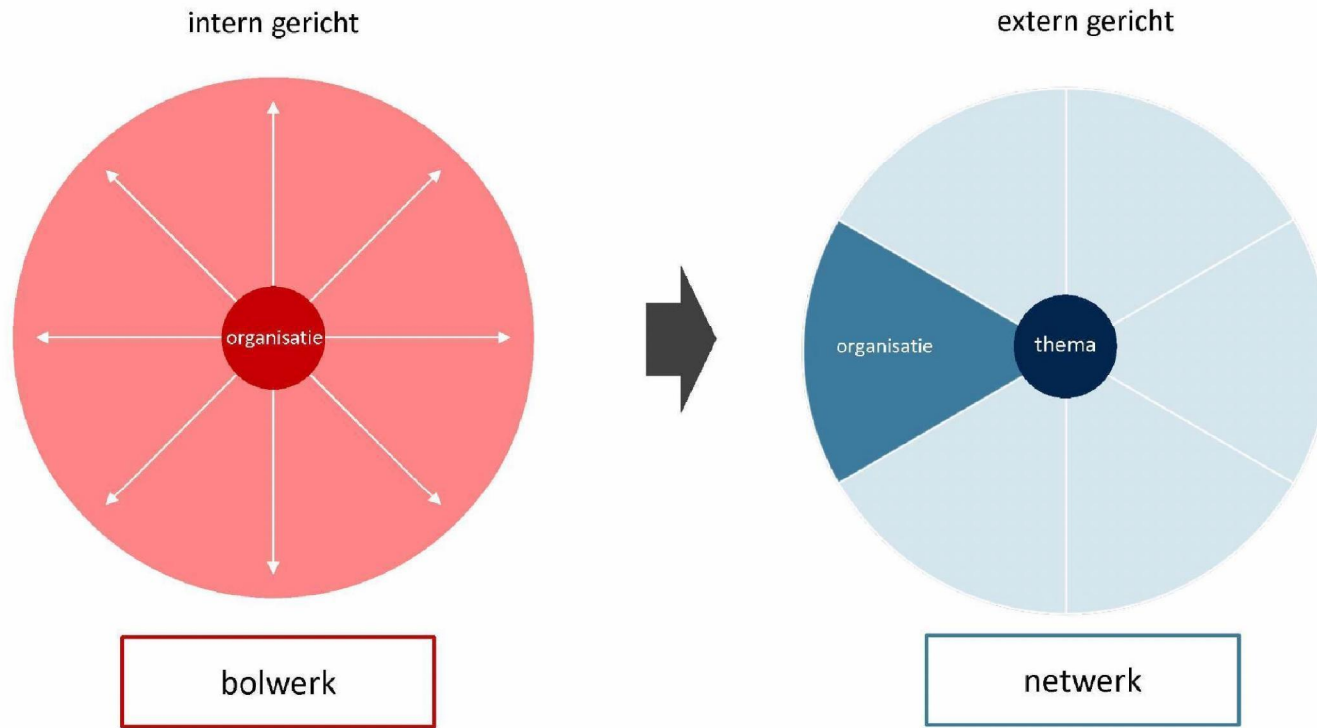 intern gericht
extern gericht
organisatie
organisatie
thema
bolwerk
netwerk